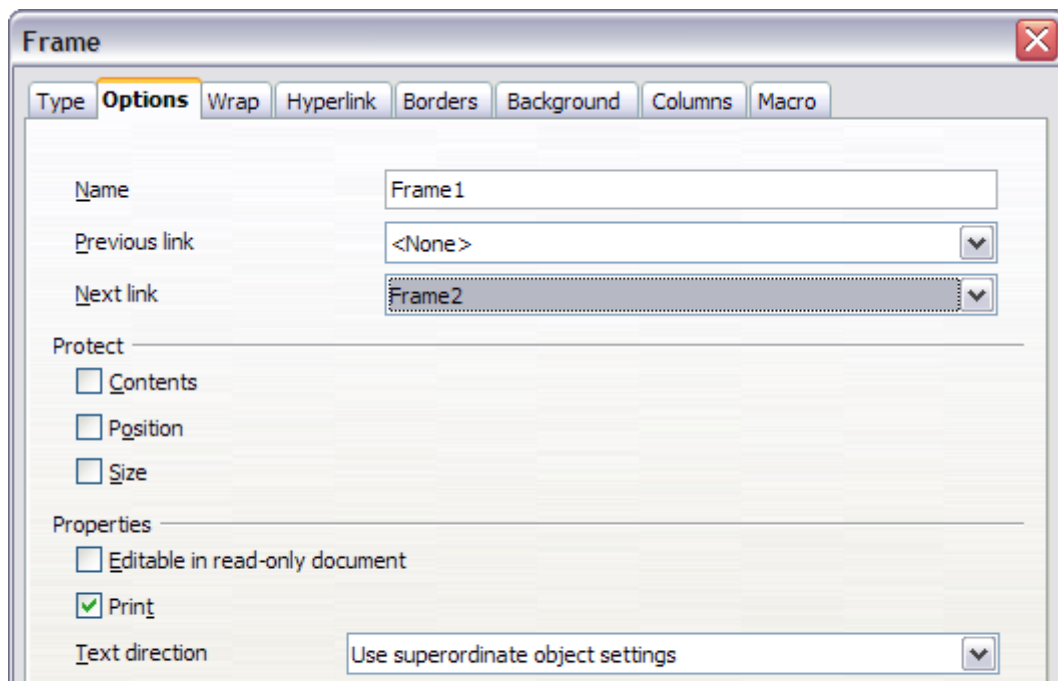 Frame
Type Options Wrap Hyperlink Borders Background Columns Macro
Name Frame1
Previous link <None>
Next link Frame2
Protect
Contents
Position
Size
Properties
Editable in read-only document
Print
Text direction Use superordinate object settings